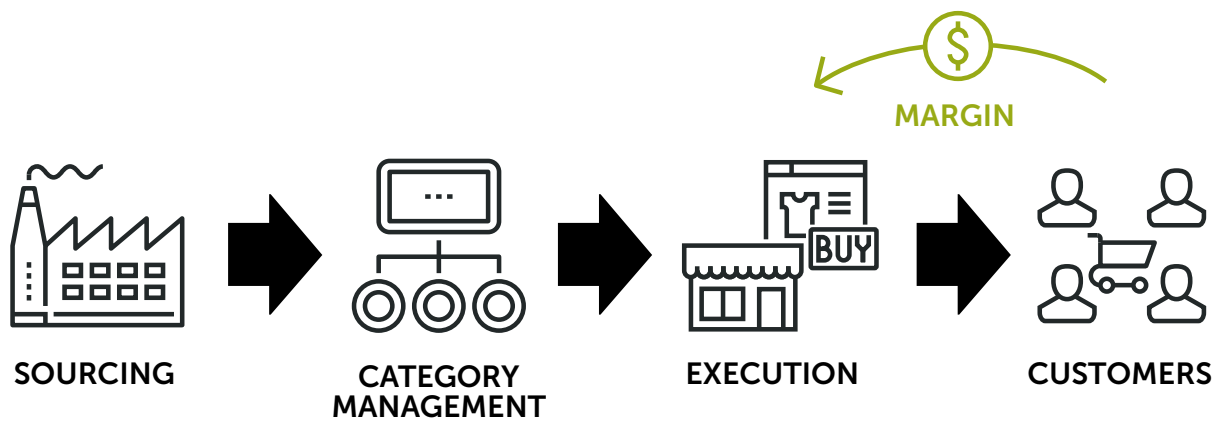 $
MARGIN
...
BUY
SOURCING
CATEGORY
MANAGEMENT
EXECUTION
CUSTOMERS